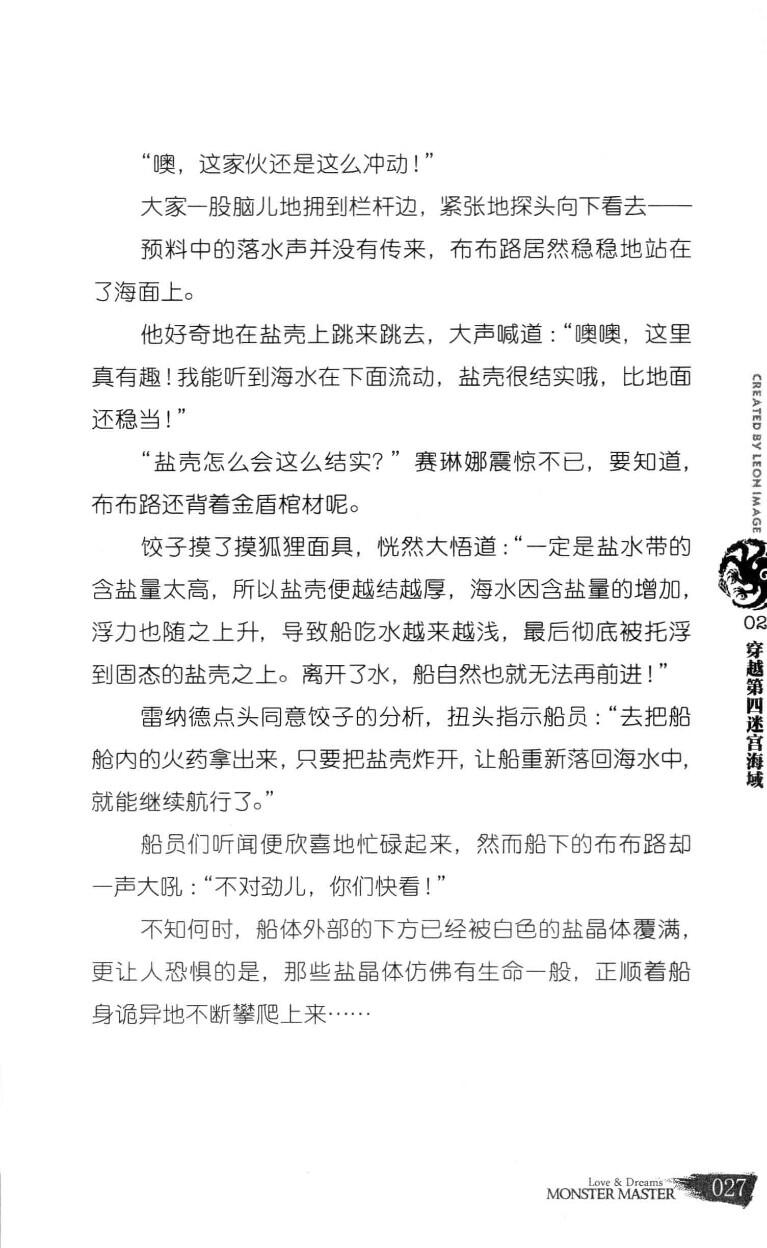 “噢，这家伙还是这么冲动！”
大家一股脑儿地拥到栏杆边，紧张地探头向下看去——
预料中的落水声并没有传来，布布路居然稳稳地站在
了海面上。
他好奇地在盐壳上跳来跳去，大声喊道：“噢噢，这里
真有趣！我能听到海水在下面流动，盐壳很结实哦，比地面
还稳当！”
“盐壳怎么会这么结实？”赛琳娜震惊不已，要知道，
布布路还背着金盾棺材呢。
饺子摸了摸狐狸面具，恍然大悟道：“一定是盐水带的
含盐量太高，所以盐壳便越结越厚，海水因含盐量的增加，
浮力也随之上升，导致船吃水越来越浅，最后彻底被托浮
到固态的盐壳之上。离开了水，船自然也就无法再前进！”
雷纳德点头同意饺子的分析，扭头指示船员：“去把船
舱内的火药拿出来，只要把盐壳炸开，让船重新落回海水中，
就能继续航行了。”
船员们听闻便欣喜地忙碌起来，然而船下的布布路却
一声大吼：“不对劲儿，你们快看！”
不知何时，船体外部的下方已经被白色的盐晶体覆满，
更让人恐惧的是，那些盐晶体仿佛有生命一般，正顺着船
身诡异地不断攀爬上来……
CREATED BY LEON IMAGE
02
穿越第四迷宫海域
Love & Dreams
MONSTER MASTER
027